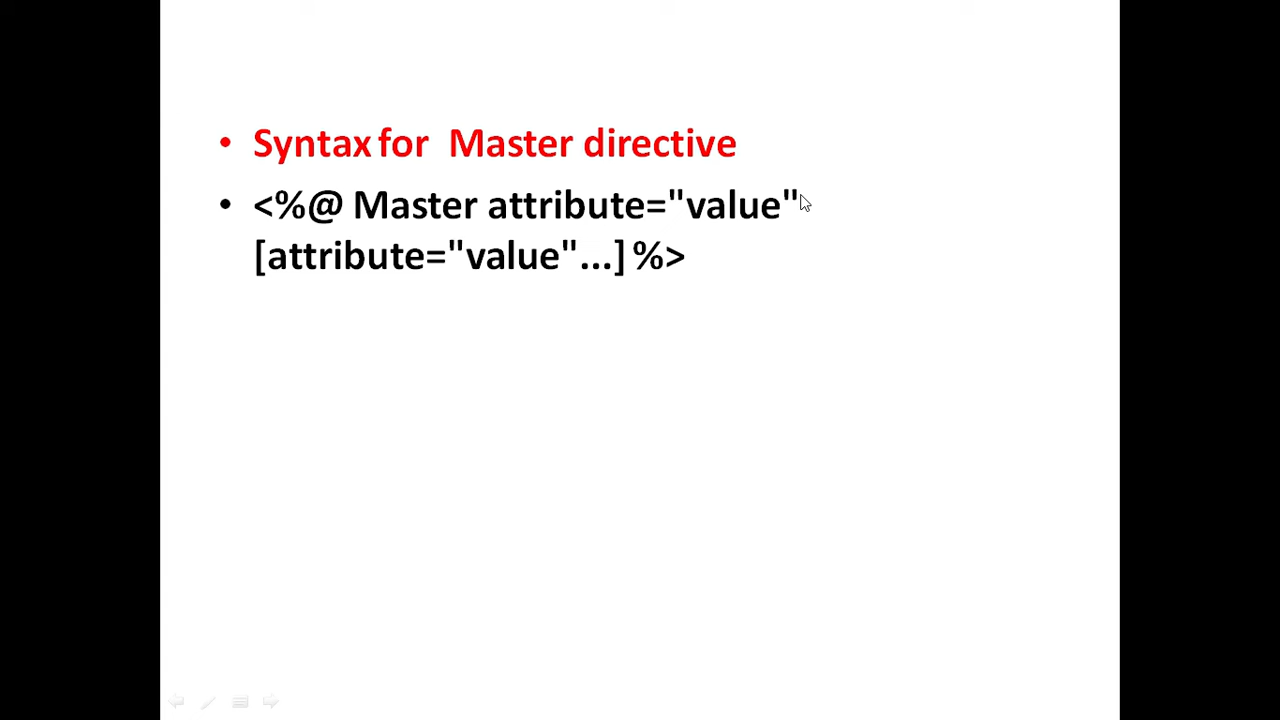 • Syntax for  Master directive
• <%@ Master attribute="value"
[attribute="value"...] %>